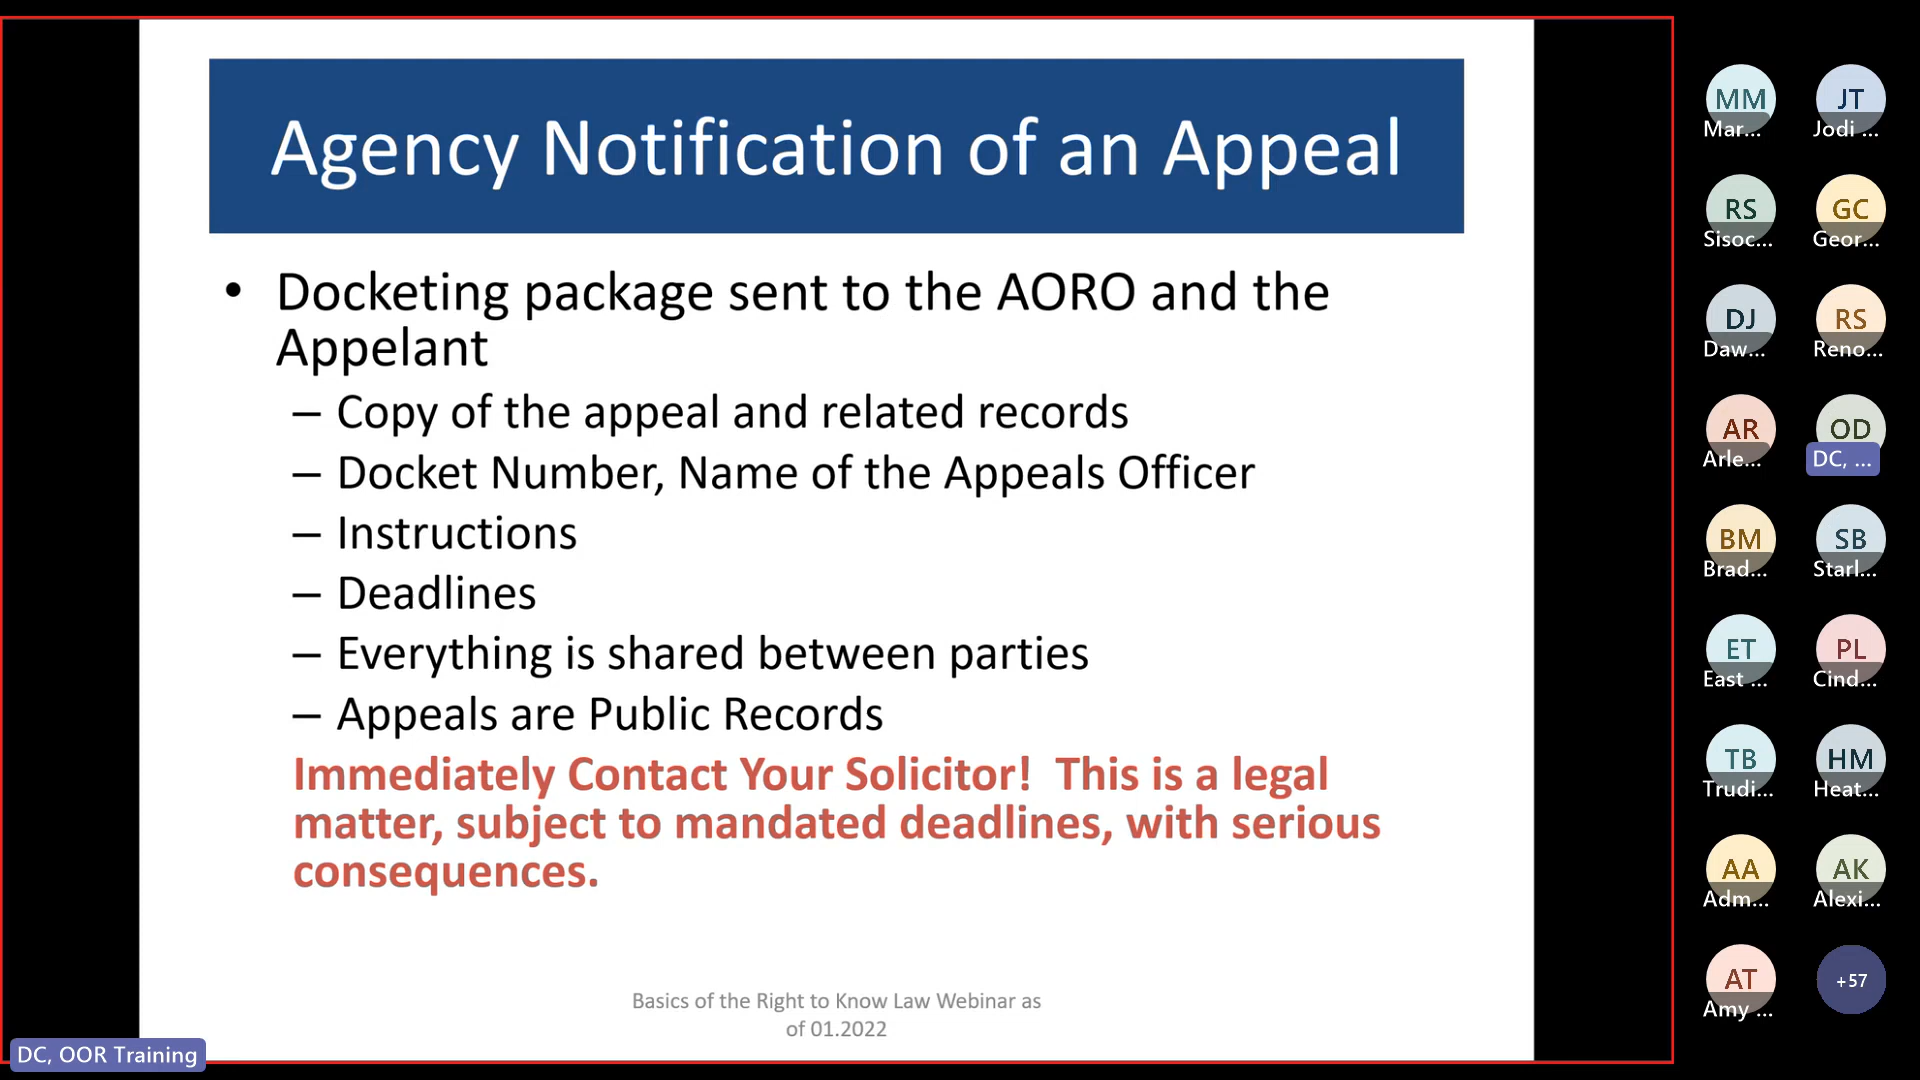 Agency Notification of an Appeal
• Docketing package sent to the AORO and the
Appelant
– Copy of the appeal and related records
– Docket Number, Name of the Appeals Officer
– Instructions
– Deadlines
– Everything is shared between parties
– Appeals are Public Records
Immediately Contact Your Solicitor!  This is a legal
matter, subject to mandated deadlines, with serious
consequences.
Basics of the Right to Know Law Webinar as
of 01.2022
DC, OOR Training
MM
Mar...
JT
Jodi ...
RS
Sisoc...
GC
Geor...
DJ
Daw...
RS
Reno...
AR
Arle...
OD
DC, ...
BM
Brad...
SB
Starl...
ET
East ...
PL
Cind...
TB
Trudi...
HM
Heat...
AA
Adm...
AK
Alexi...
AT
Amy ...
+57